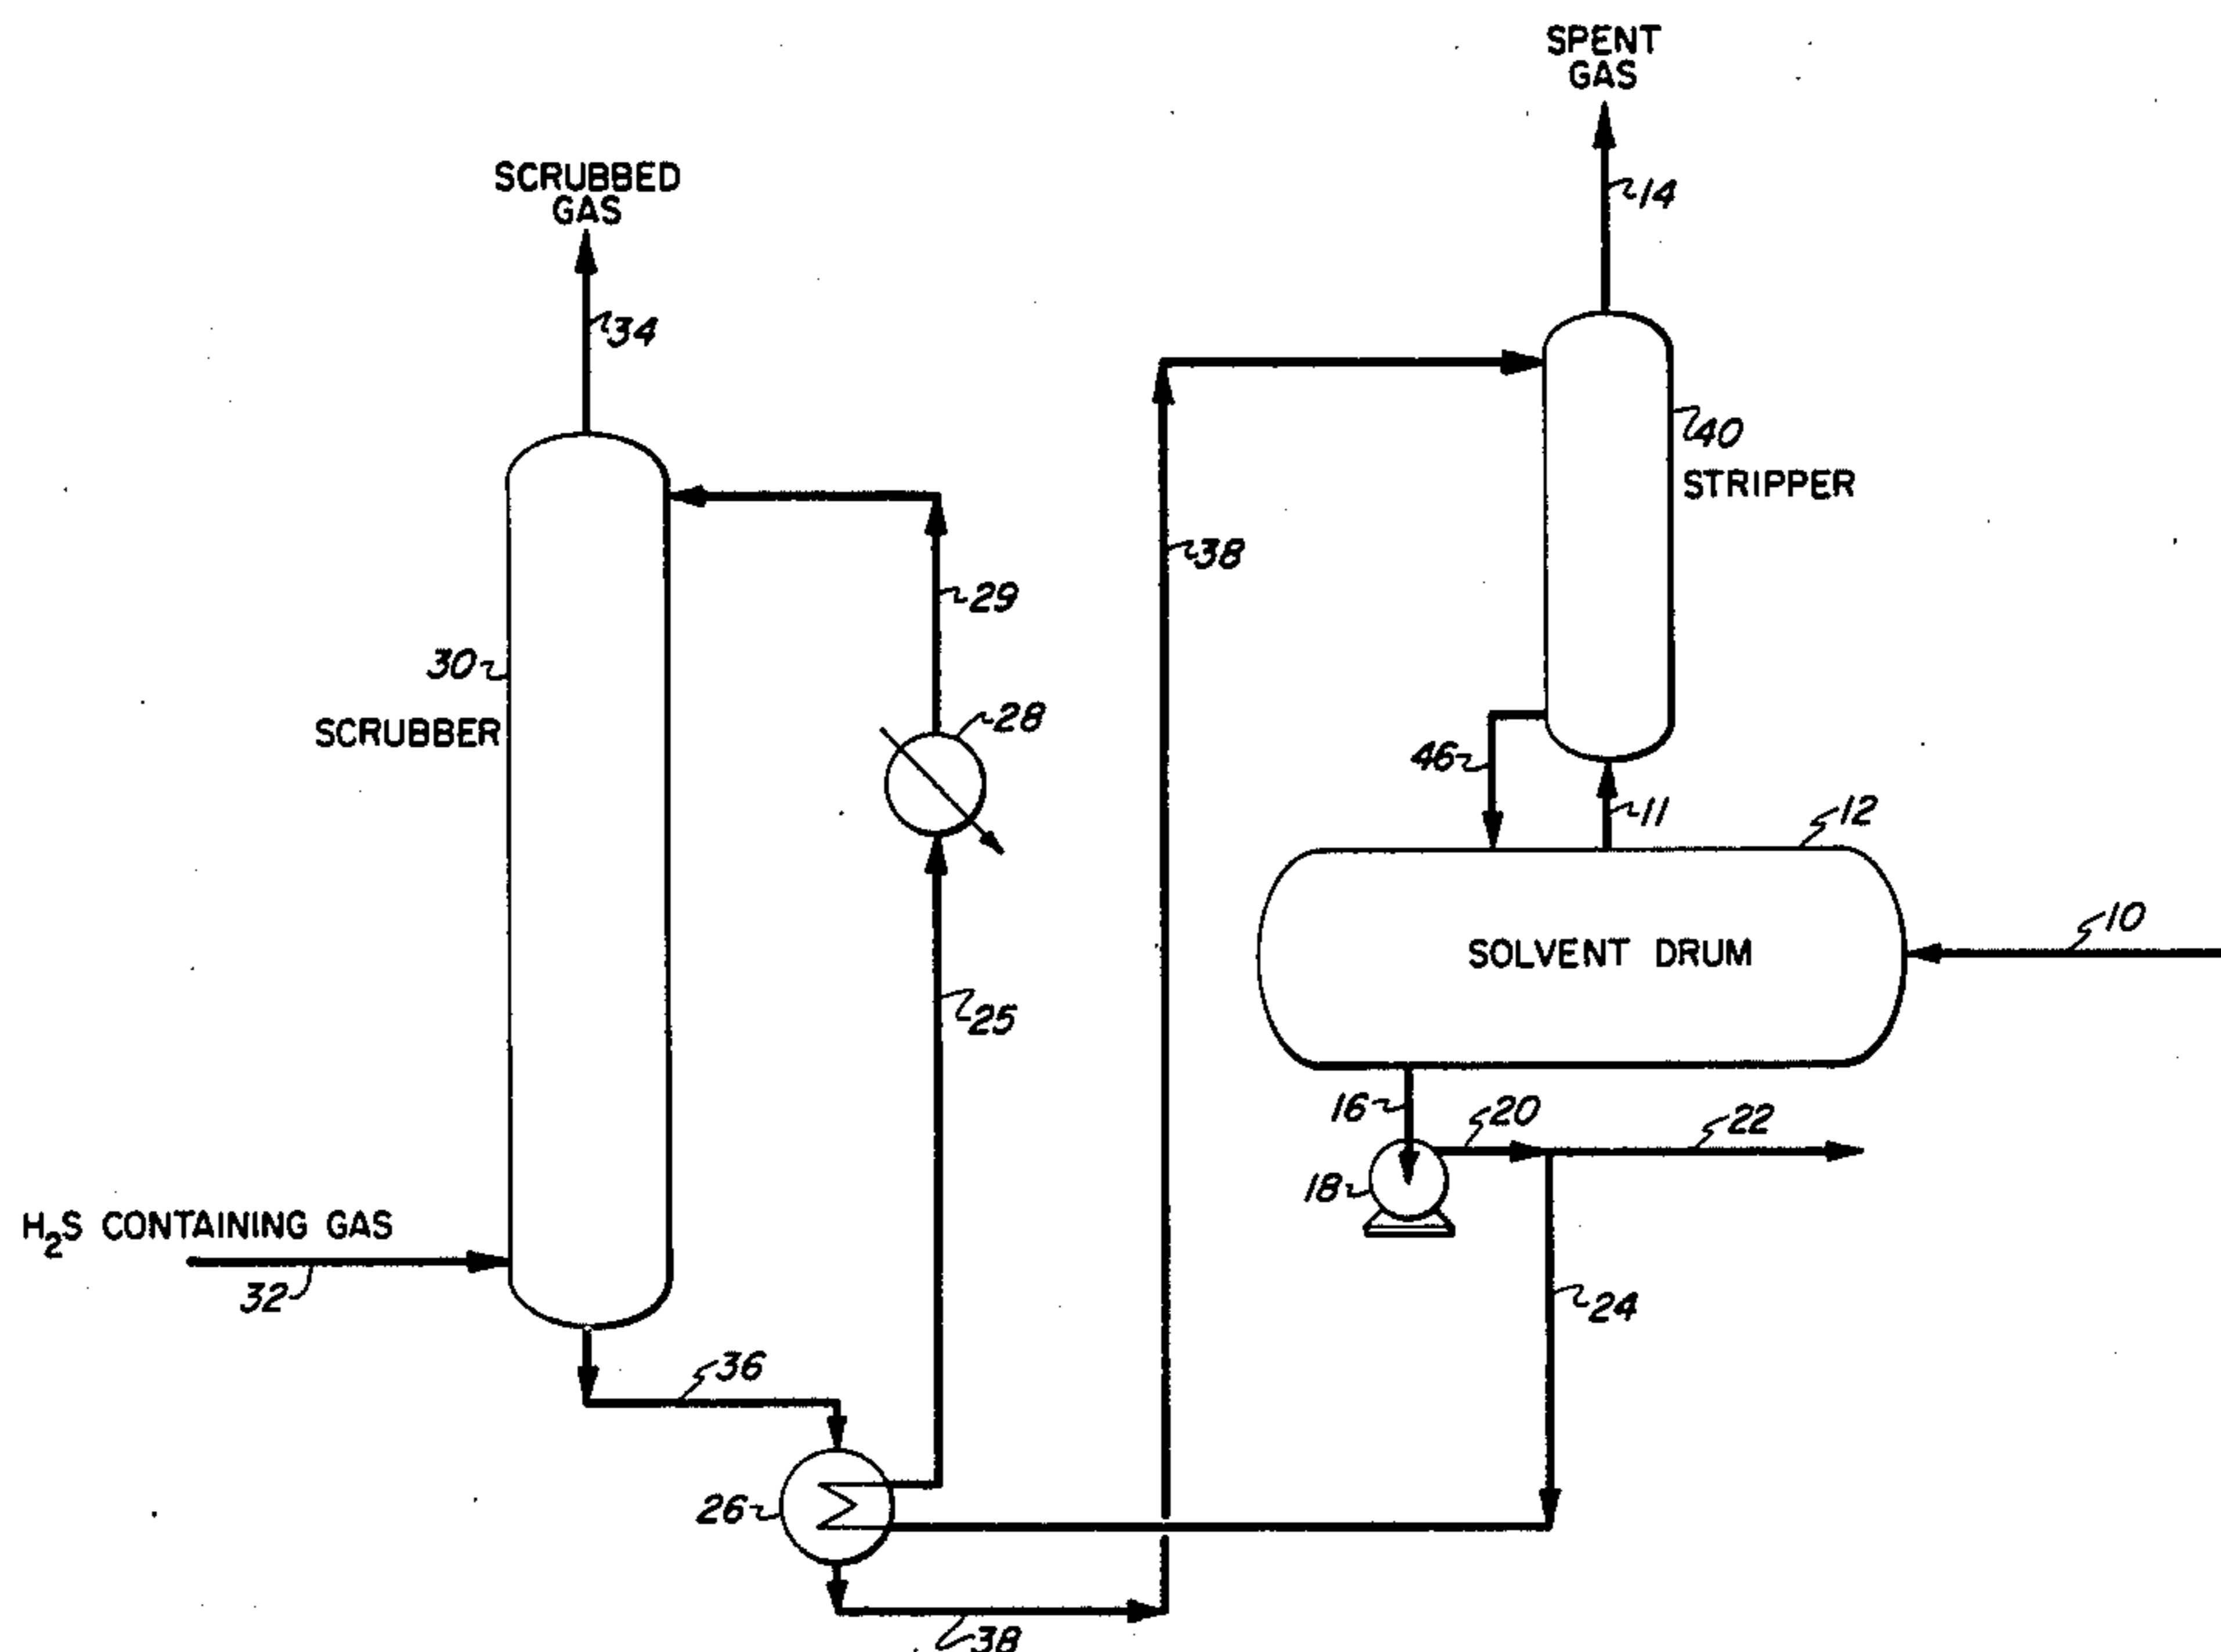 SPENT
GAS
14
SCRUBBED
GAS
34
40
STRIPPER
38
29
30
SCRUBBER
28
46
11
12
10
SOLVENT DRUM
25
16
20
22
18
H2S CONTAINING GAS
32
24
36
26
38